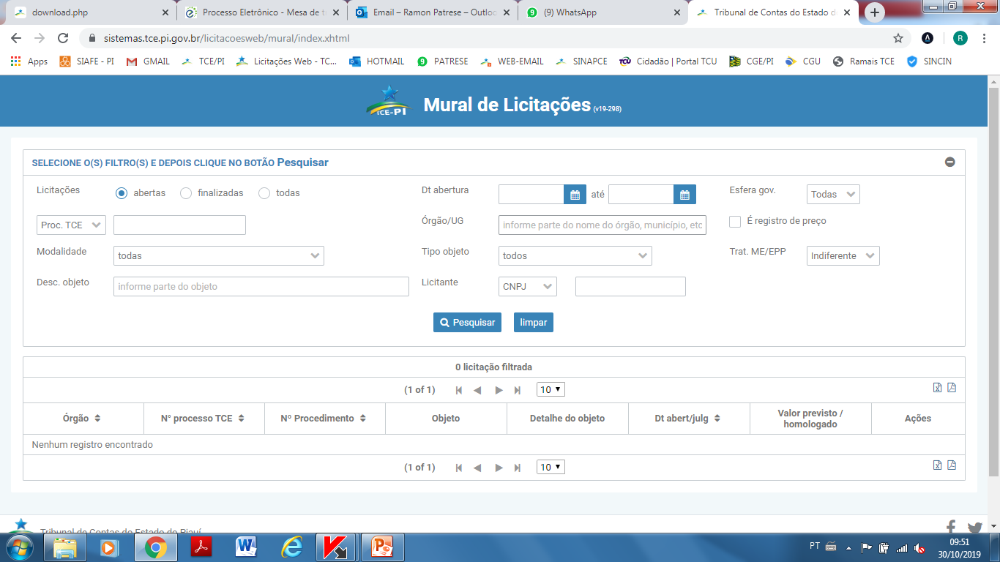 download.php
Processo Eletrônico - Mesa de t
Email – Ramon Patrese – Outlo
(9) WhatsApp
Tribunal de Contas do Estado d
sistemas.tce.pi.gov.br/licitacoesweb/mural/index.xhtml
R
Apps
SIAFE - PI
GMAIL
TCE/PI
Licitações Web - TC...
HOTMAIL
9 PATRESE
WEB-EMAIL
SINAPCE
TCU Cidadão | Portal TCU
CGE/PI
CGU
Ramais TCE
SINCIN
TCE-PI
Mural de Licitações (v19-298)
SELECIONE O(S) FILTRO(S) E DEPOIS CLIQUE NO BOTÃO Pesquisar
Licitações abertas finalizadas todas Dt abertura até Esfera gov. Todas
Proc. TCE Órgão/UG informe parte do nome do órgão, município, etc É registro de preço
Modalidade todas Tipo objeto todos Trat. ME/EPP Indiferente
Desc. objeto informe parte do objeto Licitante CNPJ
Pesquisar limpar
0 licitação filtrada
(1 of 1) 10
Órgão N° processo TCE Nº Procedimento Objeto Detalhe do objeto Dt abert/julg Valor previsto / homologado Ações
Nenhum registro encontrado
(1 of 1) 10
Tribunal de Contas do Estado do Piauí
PT
09:51
30/10/2019